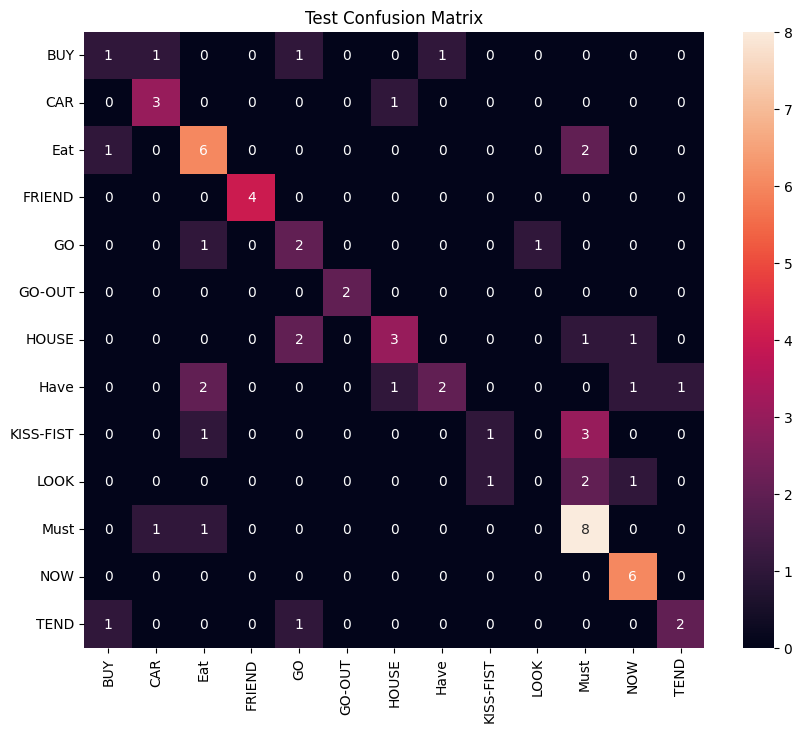 Test Confusion Matrix
BUY 1 1 0 0 1 0 0 1 0 0 0 0 0
CAR 0 3 0 0 0 0 1 0 0 0 0 0 0
Eat 1 0 6 0 0 0 0 0 0 0 2 0 0
FRIEND 0 0 0 4 0 0 0 0 0 0 0 0 0
GO 0 0 1 0 2 0 0 0 0 1 0 0 0
GO-OUT 0 0 0 0 0 2 0 0 0 0 0 0 0
HOUSE 0 0 0 0 2 0 3 0 0 0 1 1 0
Have 0 0 2 0 0 0 1 2 0 0 0 1 1
KISS-FIST 0 0 1 0 0 0 0 0 1 0 3 0 0
LOOK 0 0 0 0 0 0 0 0 1 0 2 1 0
Must 0 1 1 0 0 0 0 0 0 0 8 0 0
NOW 0 0 0 0 0 0 0 0 0 0 0 6 0
TEND 1 0 0 0 1 0 0 0 0 0 0 0 2
BUY CAR Eat FRIEND GO GO-OUT HOUSE Have KISS-FIST LOOK Must NOW TEND
8
7
6
5
4
3
2
1
0